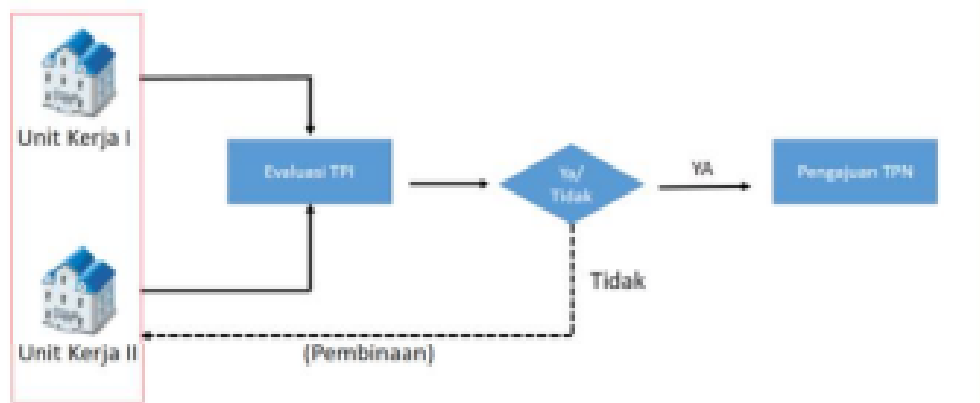 Unit Kerja I
Evaluasi TPI
Ya/
Tidak
YA
Pengajuan TPN
Tidak
Unit Kerja II
(Pembinaan)